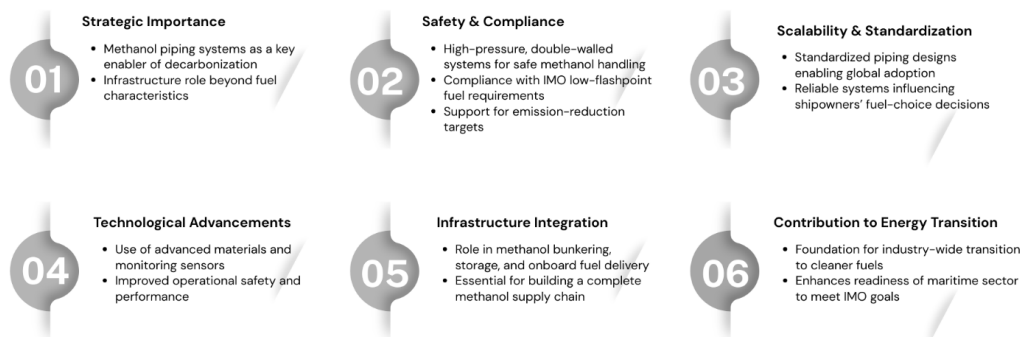 01
Strategic Importance
• Methanol piping systems as a key
enabler of decarbonization
• Infrastructure role beyond fuel
characteristics
02
Safety & Compliance
• High-pressure, double-walled
systems for safe methanol handling
• Compliance with IMO low-flashpoint
fuel requirements
• Support for emission-reduction
targets
03
Scalability & Standardization
• Standardized piping designs
enabling global adoption
• Reliable systems influencing
shipowners’ fuel-choice decisions
04
Technological Advancements
• Use of advanced materials and
monitoring sensors
• Improved operational safety and
performance
05
Infrastructure Integration
• Role in methanol bunkering,
storage, and onboard fuel delivery
• Essential for building a complete
methanol supply chain
06
Contribution to Energy Transition
• Foundation for industry-wide transition
to cleaner fuels
• Enhances readiness of maritime sector
to meet IMO goals